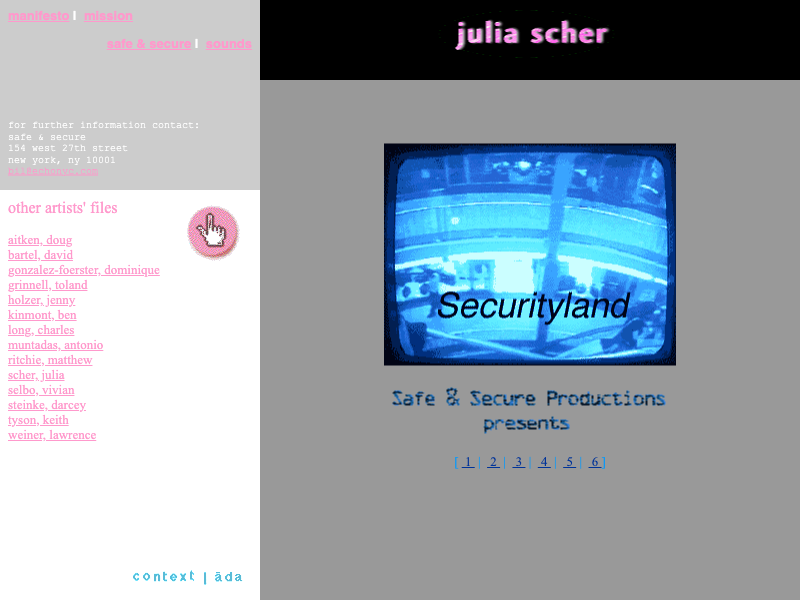 manifesto | mission
safe & secure | sounds
for further information contact:
safe & secure
154 west 27th street
new york, ny 10001
other artists' files
aitken, doug
bartel, david
gonzalez-foerster, dominique
grinnell, toland
holzer, jenny
kinmont, ben
long, charles
muntadas, antonio
ritchie, matthew
scher, julia
selbo, vivian
steinke, darcey
tyson, keith
weiner, lawrence
context | äda
julia scher
Securityland
Safe & Secure Productions
presents
[ 1 | 2 | 3 | 4 | 5 | 6 ]